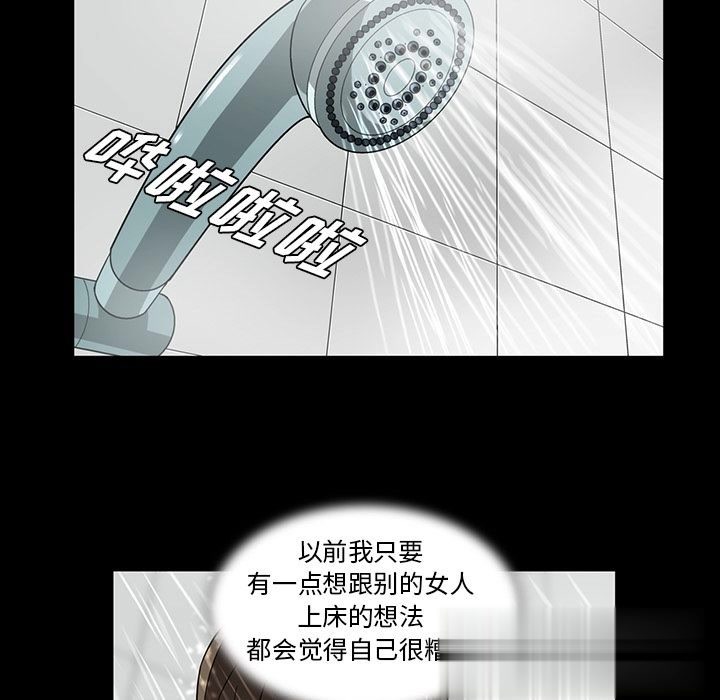 哗啦啦啦
以前我只要
有一点想跟别的女人
上床的想法
都会觉得自己很糟